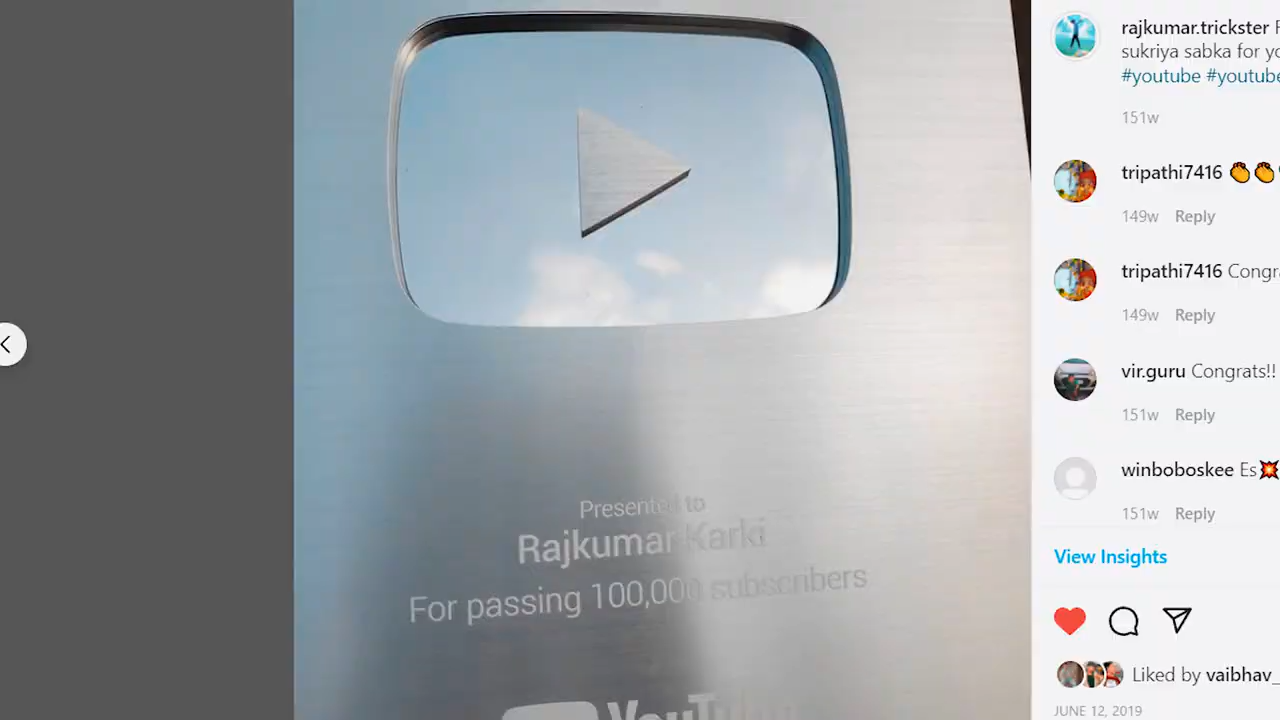 Presented to
Rajkumar Karki
For passing 100,000 subscribers
YouTube
rajkumar.trickster
sukriya sabka for
#youtube #youtube
151w
tripathi7416 👏👏
149w Reply
tripathi7416
149w Reply
vir.guru Congrats!!
151w Reply
winboboskee Es💥
151w Reply
View Insights
Liked by vaibhav_
JUNE 12, 2019